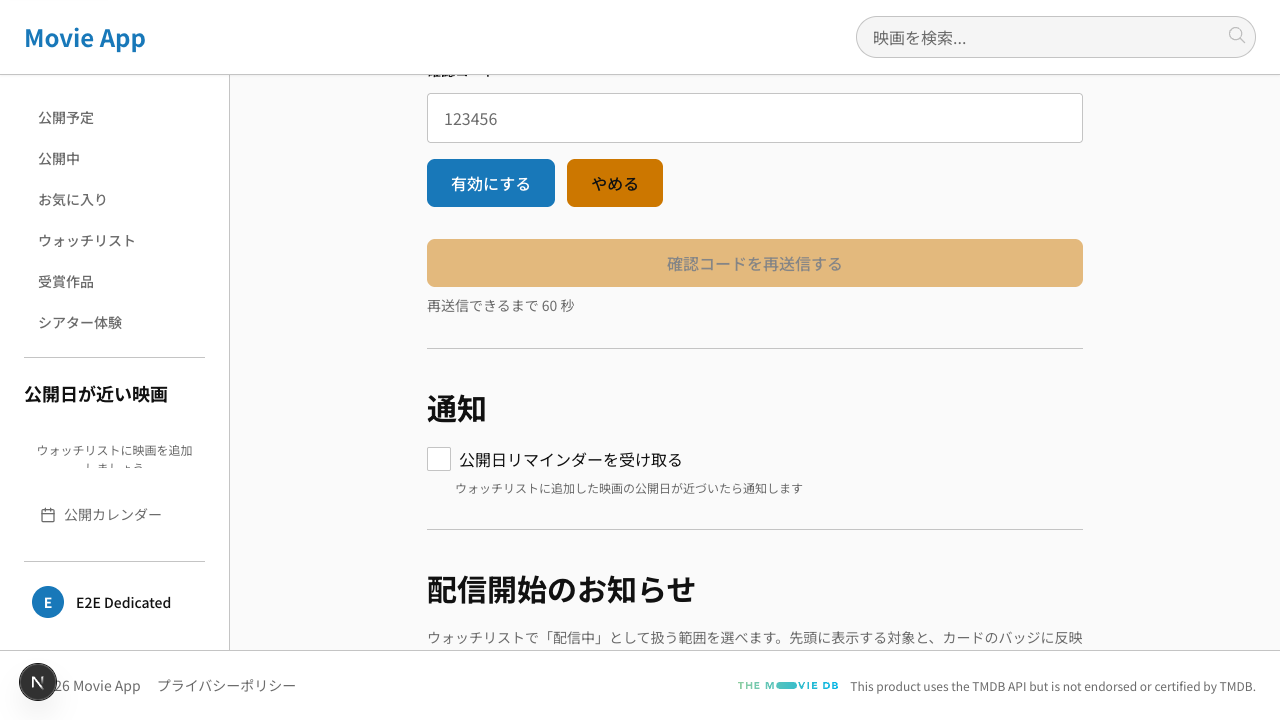 Movie App
映画を検索...
公開予定
公開中
お気に入り
ウォッチリスト
受賞作品
シアター体験
公開日が近い映画
ウォッチリストに映画を追加
公開カレンダー
E
E2E Dedicated
123456
有効にする
やめる
確認コードを再送信する
再送信できるまで 60 秒
通知
公開日リマインダーを受け取る
ウォッチリストに追加した映画の公開日が近づいたら通知します
配信開始のお知らせ
ウォッチリストで「配信中」として扱う範囲を選べます。先頭に表示する対象と、カードのバッジに反映
N
26 Movie App
プライバシーポリシー
THE MOVIE DB
This product uses the TMDB API but is not endorsed or certified by TMDB.